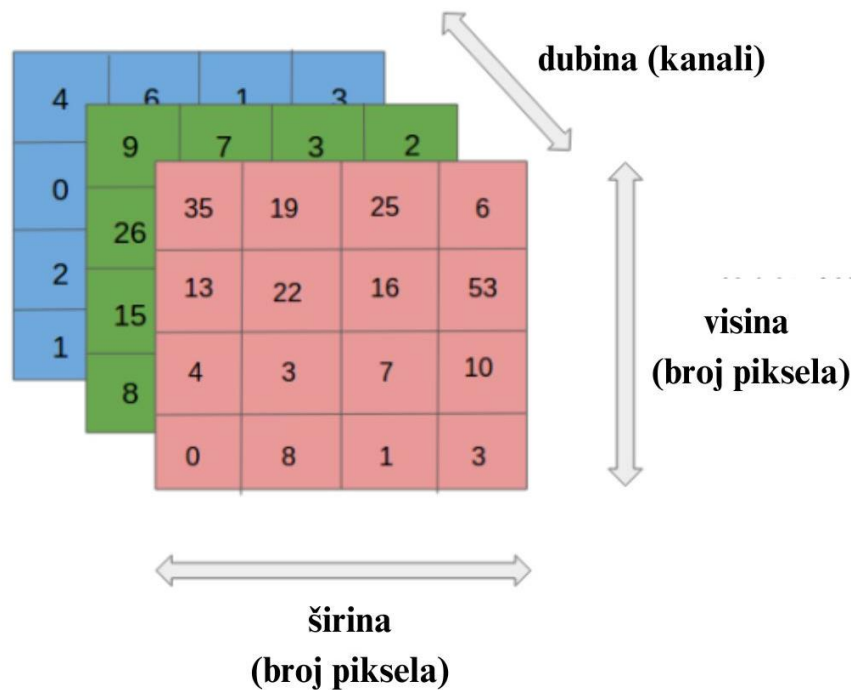 dubina (kanali)
4 6 1 3
9 7 3 2
0
35 19 25 6
26
2
13 22 16 53
15
visina
1
4 3 7 10
(broj piksela)
8
0 8 1 3
širina
(broj piksela)